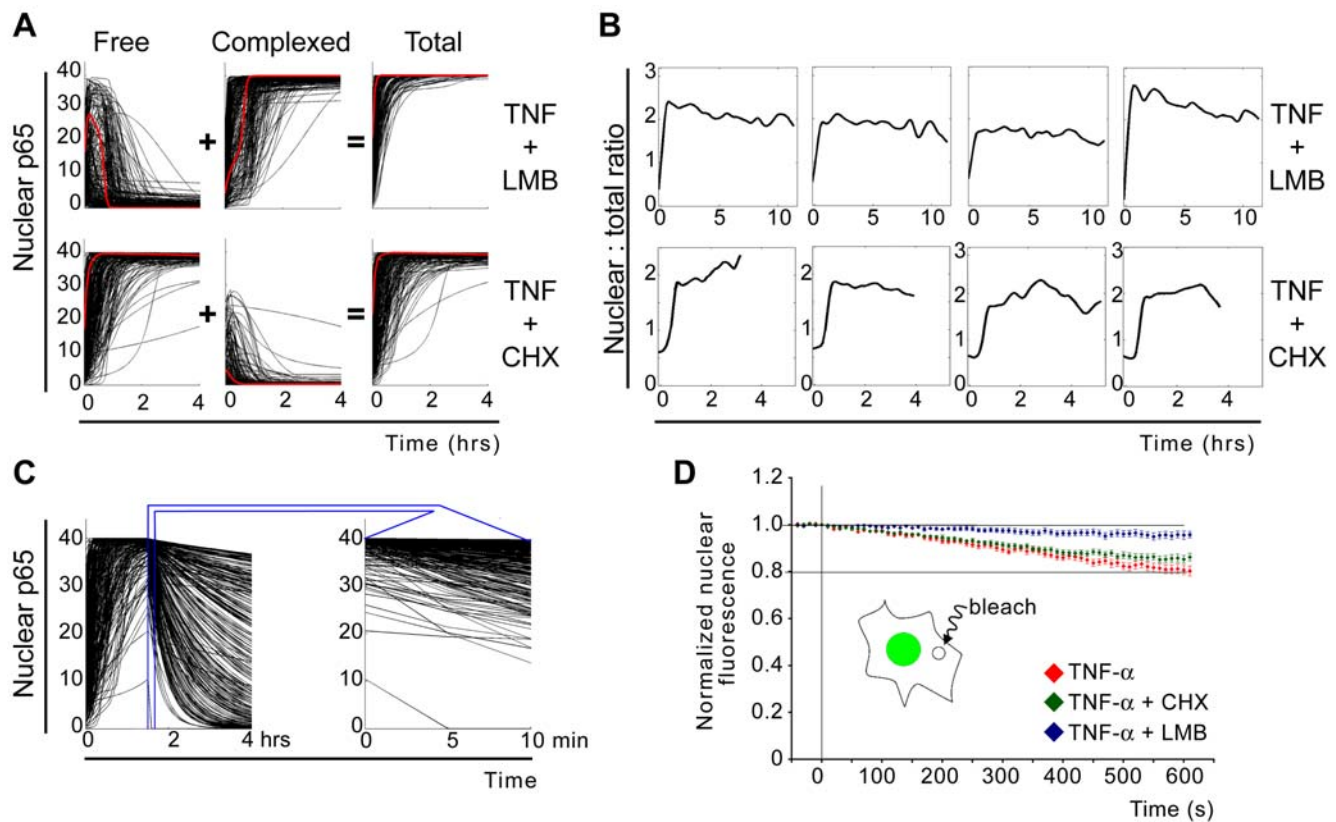 A
Free Complexed Total
Nuclear p65
40
30
20
10
0
+
=
TNF
+
LMB
40
30
20
10
0
+
=
TNF
+
CHX
0 2 4 0 2 4 0 2 4
Time (hrs)
B
Nuclear : total ratio
3
2
1
0
0 5 10 0 5 10 0 5 10 0 5 10
TNF
+
LMB
2
1
0
2
1
0
3
2
1
0
3
2
1
0
0 2 4 0 2 4 0 2 4 0 2 4
TNF
+
CHX
Time (hrs)
C
Nuclear p65
40
30
20
10
0
0 2 4 hrs
40
30
20
10
0
0 5 10 min
Time
D
Normalized nuclear
fluorescence
1.2
1.0
0.8
0.6
0.4
0.2
0
bleach
TNF-α
TNF-α + CHX
TNF-α + LMB
0 100 200 300 400 500 600
Time (s)